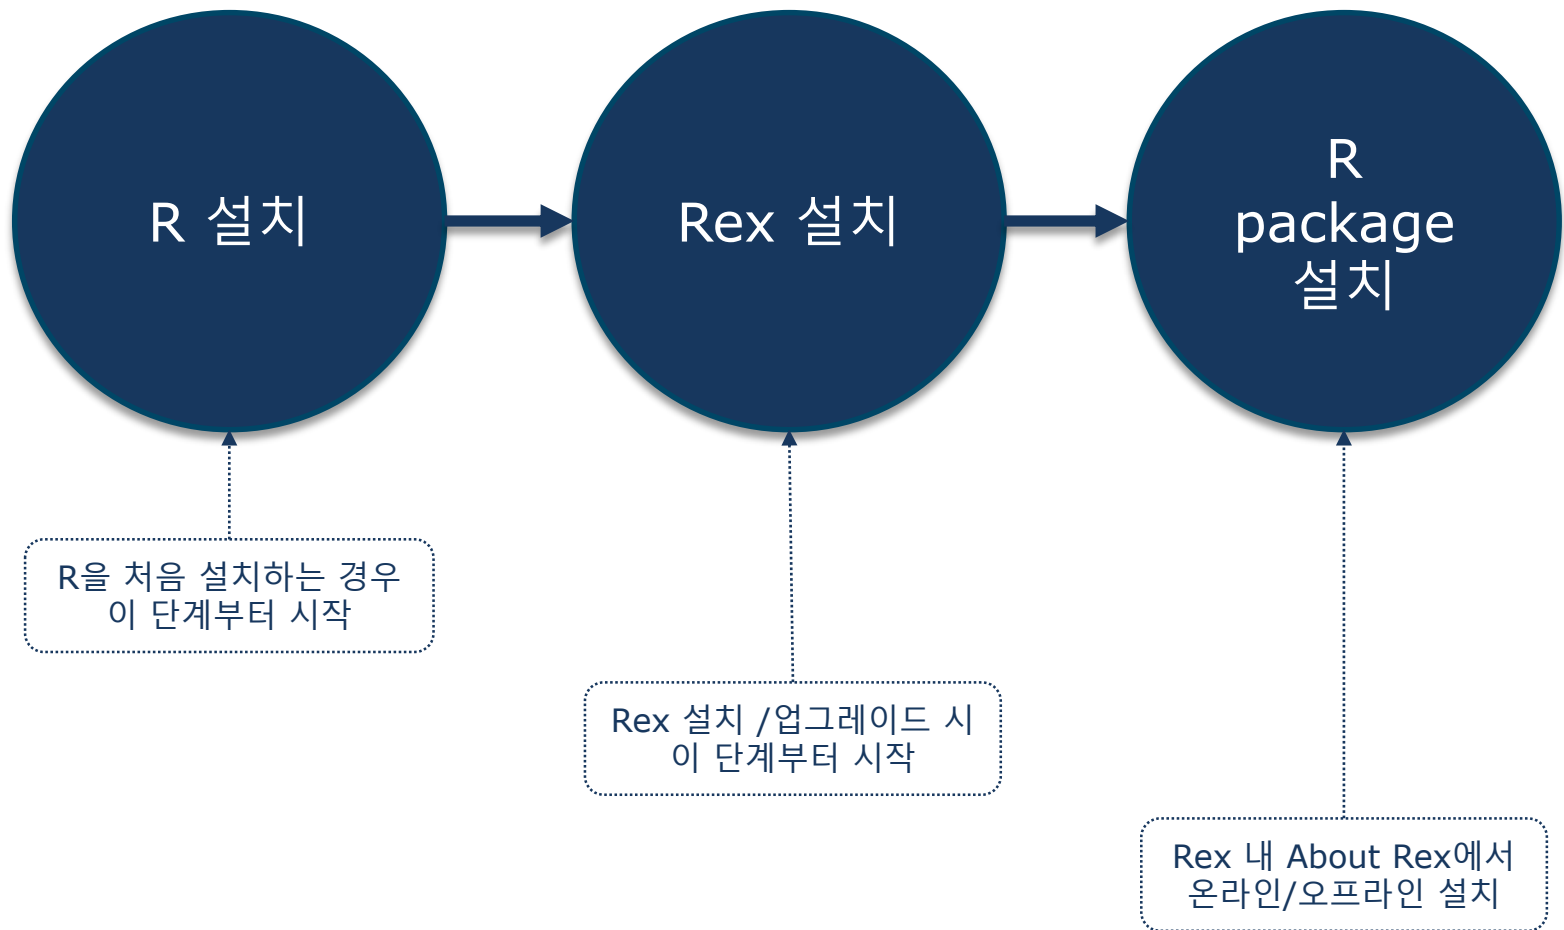 R 설치
Rex 설치
R
package
설치
R을 처음 설치하는 경우
이 단계부터 시작
Rex 설치 /업그레이드 시
이 단계부터 시작
Rex 내 About Rex에서
온라인/오프라인 설치